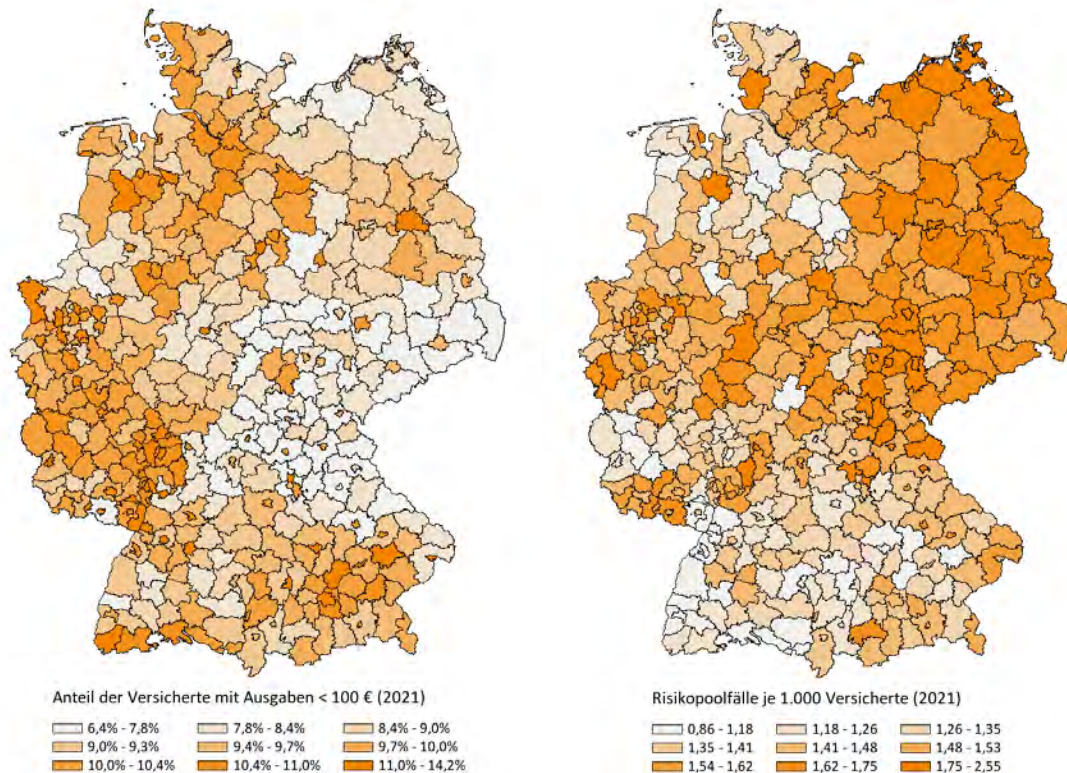 Anteil der Versicherte mit Ausgaben < 100 € (2021)
6,4% - 7,8% 7,8% - 8,4% 8,4% - 9,0%
9,0% - 9,3% 9,4% - 9,7% 9,7% - 10,0%
10,0% - 10,4% 10,4% - 11,0% 11,0% - 14,2%
Risikopoolfälle je 1.000 Versicherte (2021)
0,86 - 1,18 1,18 - 1,26 1,26 - 1,35
1,35 - 1,41 1,41 - 1,48 1,48 - 1,53
1,54 - 1,62 1,62 - 1,75 1,75 - 2,55